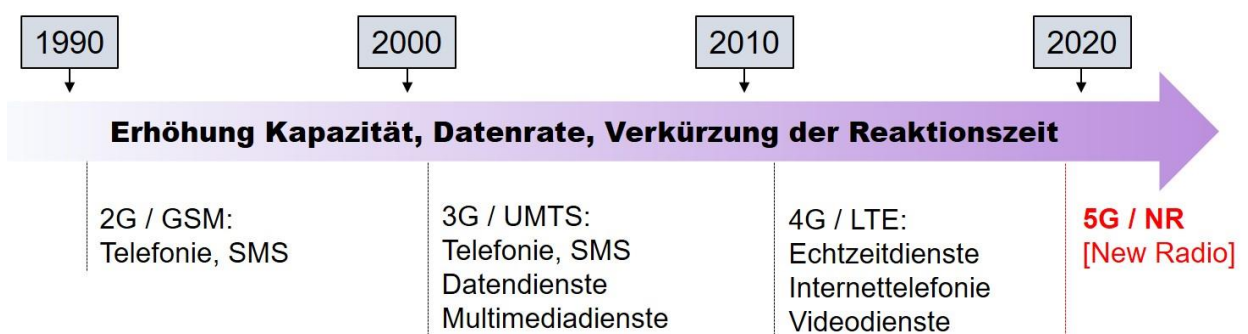 1990
2000
2010
2020
Erhöhung Kapazität, Datenrate, Verkürzung der Reaktionszeit
2G / GSM:
Telefonie, SMS
3G / UMTS:
Telefonie, SMS
Datendienste
Multimediadienste
4G / LTE:
Echtzeitdienste
Internettelefonie
Videodienste
5G / NR
[New Radio]